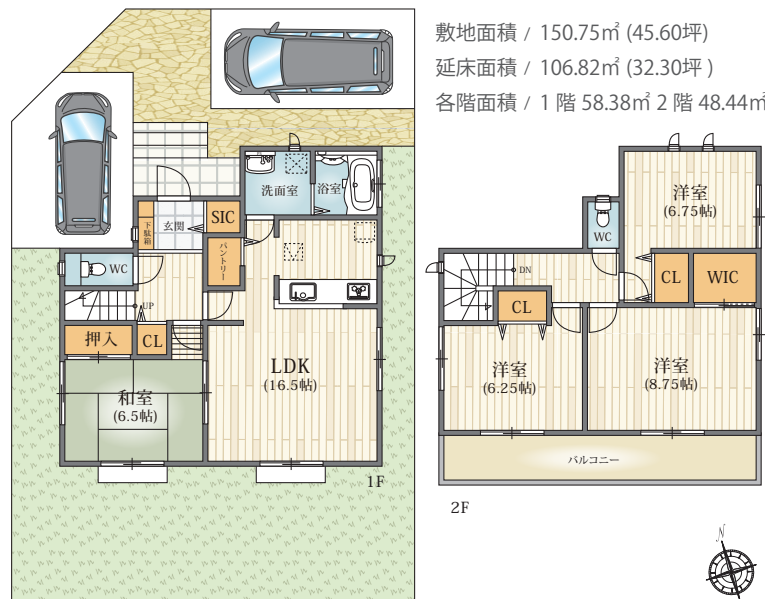 敷地面積 / 150.75㎡ (45.60坪)
延床面積 / 106.82㎡ (32.30坪 )
各階面積 / 1 階 58.38㎡ 2 階 48.44㎡
洗面室
浴室
下駄箱
玄関
SIC
パントリー
WC
UP
押入
CL
和室
(6.5帖)
LDK
(16.5帖)
1F
洋室
(6.75帖)
WC
DN
CL
WIC
CL
洋室
(6.25帖)
洋室
(8.75帖)
バルコニー
2F
N